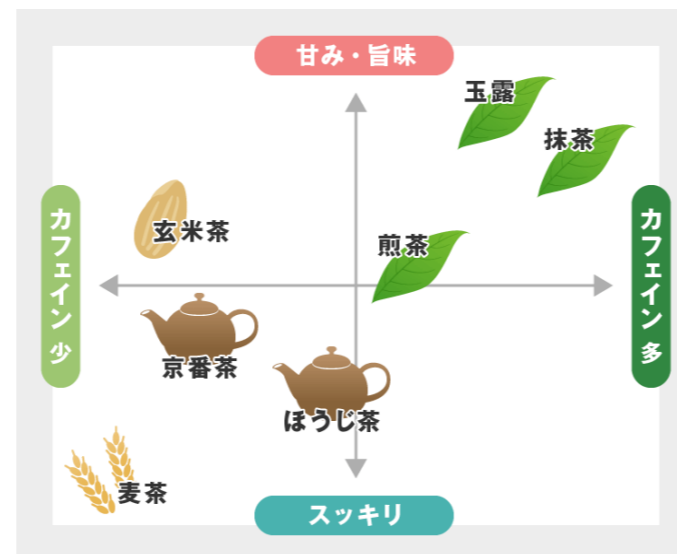 甘み・旨味
玉露
抹茶
玄米茶
煎茶
カフェイン 少
カフェイン 多
京番茶
ほうじ茶
麦茶
スッキリ